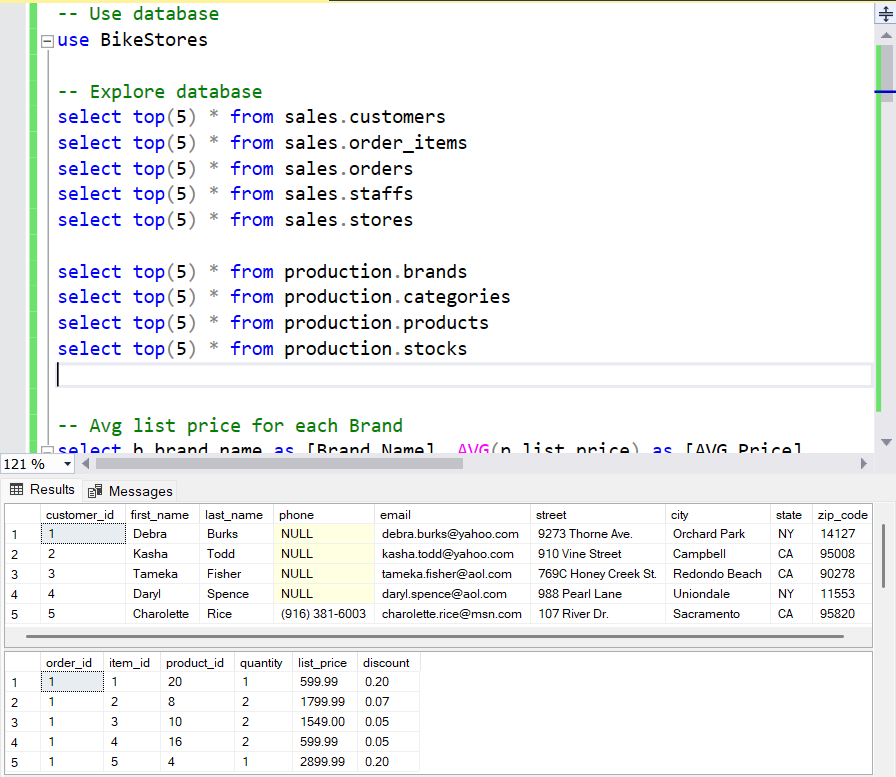 -- Use database
use BikeStores
-- Explore database
select top(5) * from sales.customers
select top(5) * from sales.order_items
select top(5) * from sales.orders
select top(5) * from sales.staffs
select top(5) * from sales.stores
select top(5) * from production.brands
select top(5) * from production.categories
select top(5) * from production.products
select top(5) * from production.stocks
-- Avg list price for each Brand
select b.brand_name as [Brand Name], AVG(p.list_price) as [AVG Price]
121 %
Results Messages
customer_id first_name last_name phone email street city state zip_code
1 1 Debra Burks NULL debra.burks@yahoo.com 9273 Thorne Ave. Orchard Park NY 14127
2 2 Kasha Todd NULL kasha.todd@yahoo.com 910 Vine Street Campbell CA 95008
3 3 Tameka Fisher NULL tameka.fisher@aol.com 769C Honey Creek St. Redondo Beach CA 90278
4 4 Daryl Spence NULL daryl.spence@aol.com 988 Pearl Lane Uniondale NY 11553
5 5 Charolette Rice (916) 381-6003 charolette.rice@msn.com 107 River Dr. Sacramento CA 95820
order_id item_id product_id quantity list_price discount
1 1 1 20 1 599.99 0.20
2 1 2 8 2 1799.99 0.07
3 1 3 10 2 1549.00 0.05
4 1 4 16 2 599.99 0.05
5 1 5 4 1 2899.99 0.20